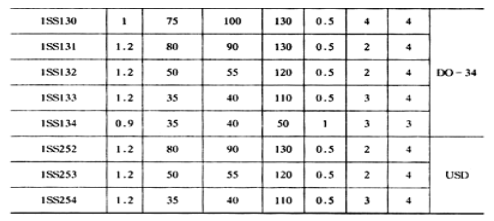 1SS130 1 75 100 130 0.5 4 4
1SS131 1.2 80 90 130 0.5 2 4
1SS132 1.2 50 55 120 0.5 2 4 DO-34
1SS133 1.2 35 40 110 0.5 3 4
1SS134 0.9 35 40 50 1 3 3
1SS252 1.2 80 90 130 0.5 2 4
1SS253 1.2 50 55 120 0.5 2 4 USD
1SS254 1.2 35 40 110 0.5 3 4